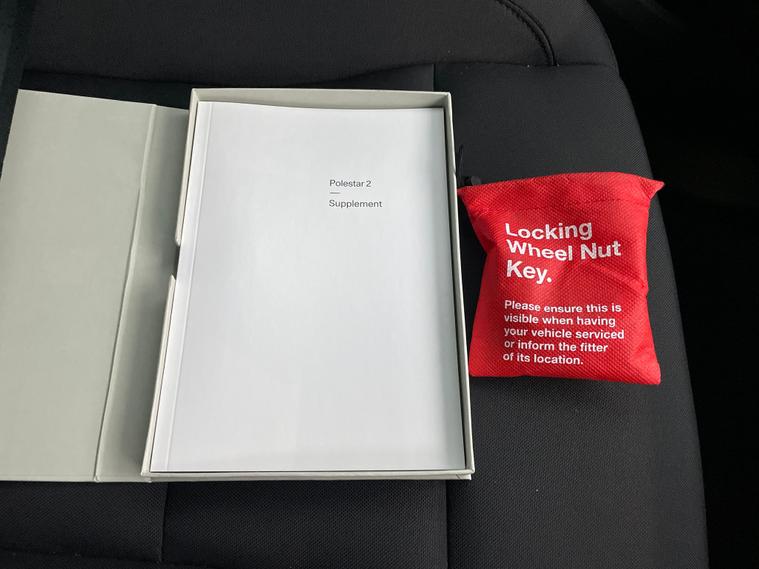 Polestar 2
Supplement
Locking
Wheel Nut
Key.
Please ensure this is
visible when having
your vehicle serviced
or inform the fitter
of its location.